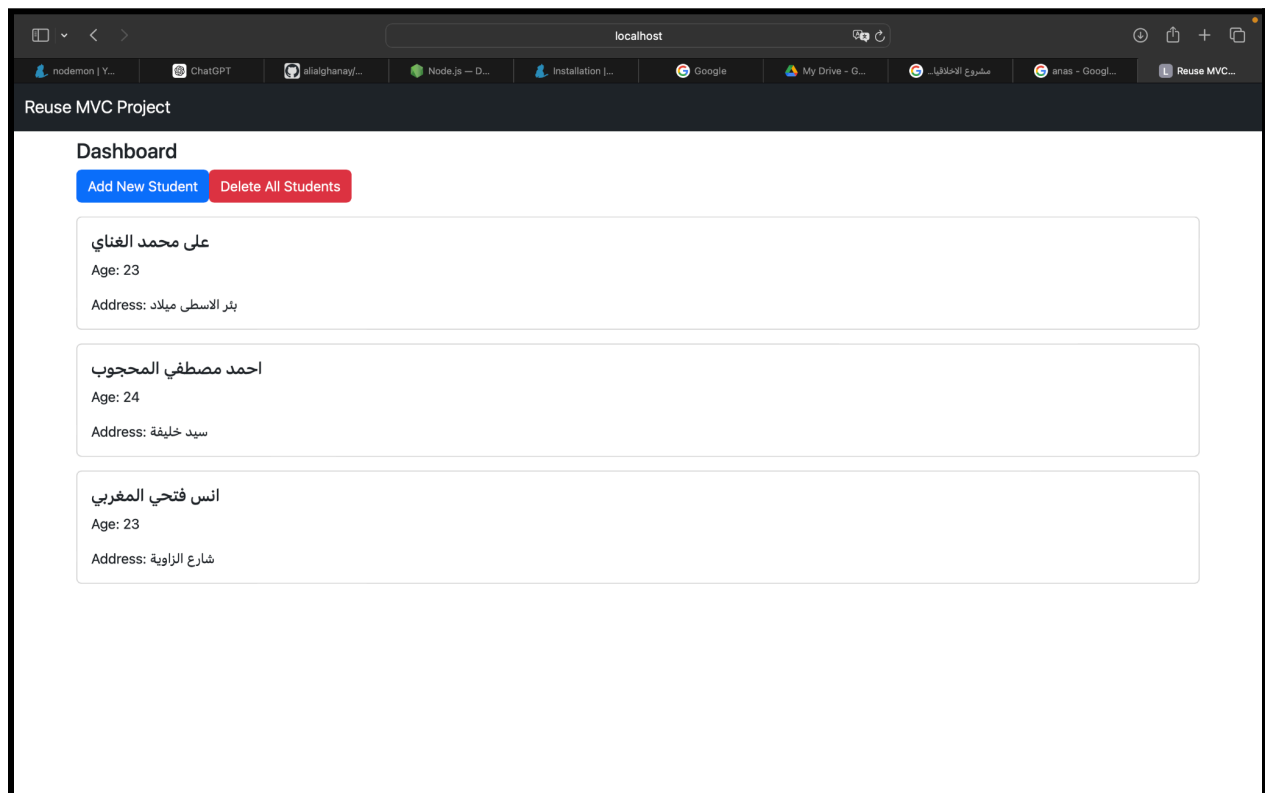 localhost
nodemon | Y... ChatGPT alialghanay/... Node.js — D... Installation |... Google My Drive - G... مشروع الاخلاقيا... anas - Googl... L Reuse MVC...
Reuse MVC Project
Dashboard
Add New Student Delete All Students
على محمد الغناي
Age: 23
Address: بئر الاسطى ميلاد
احمد مصطفي المحجوب
Age: 24
Address: سيد خليفة
انس فتحي المغربي
Age: 23
Address: شارع الزاوية